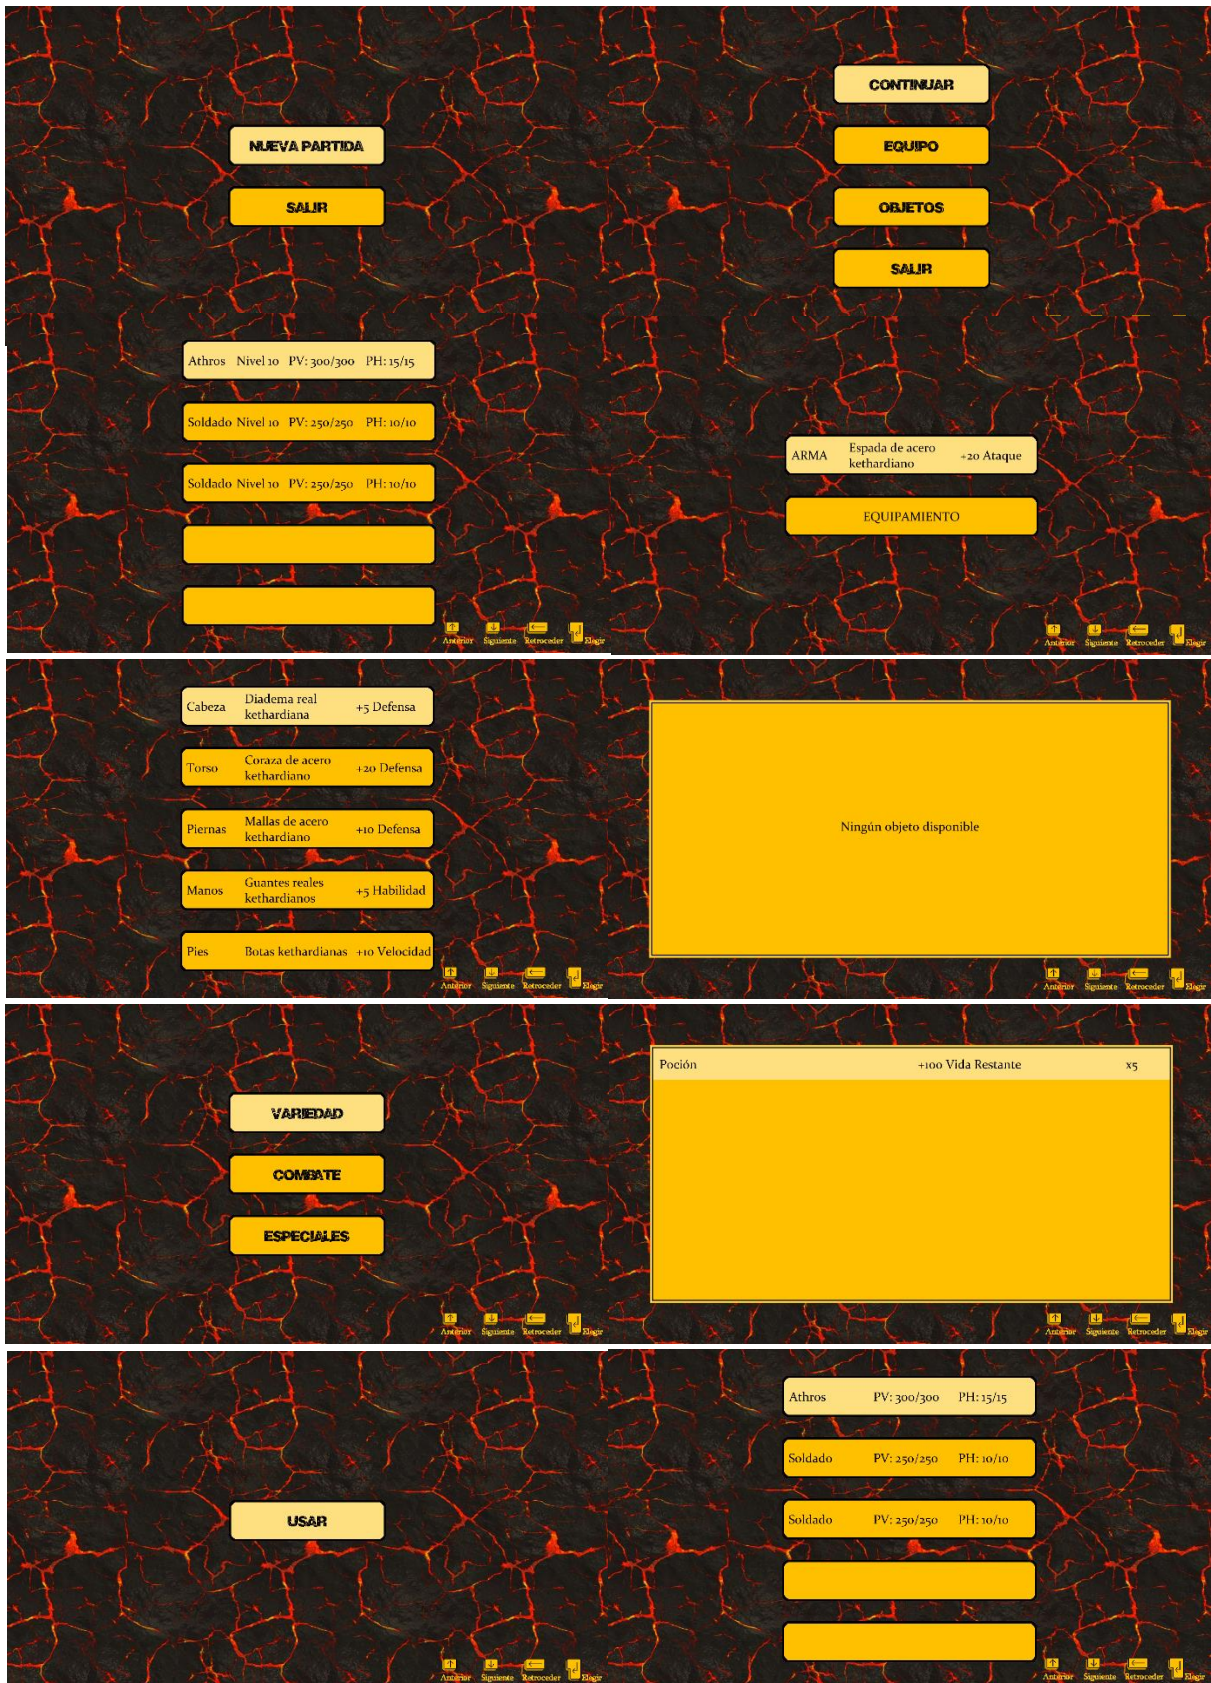 NUEVA PARTIDA
SALIR
CONTINUAR
EQUIPO
OBJETOS
SALIR
Athros Nivel 10 PV: 300/300 PH: 15/15
Soldado Nivel 10 PV: 250/250 PH: 10/10
Soldado Nivel 10 PV: 250/250 PH: 10/10
Anterior Siguiente Retroceder Elegir
ARMA Espada de acero kethardiano +20 Ataque
EQUIPAMIENTO
Anterior Siguiente Retroceder Elegir
Cabeza Diadema real kethardiana +5 Defensa
Torso Coraza de acero kethardiano +20 Defensa
Piernas Mallas de acero kethardiano +10 Defensa
Manos Guantes reales kethardianos +5 Habilidad
Pies Botas kethardianas +10 Velocidad
Anterior Siguiente Retroceder Elegir
Ningún objeto disponible
Anterior Siguiente Retroceder Elegir
VARIEDAD
COMBATE
ESPECIALES
Anterior Siguiente Retroceder Elegir
Poción +100 Vida Restante x5
Anterior Siguiente Retroceder Elegir
USAR
Anterior Siguiente Retroceder Elegir
Athros PV: 300/300 PH: 15/15
Soldado PV: 250/250 PH: 10/10
Soldado PV: 250/250 PH: 10/10
Anterior Siguiente Retroceder Elegir